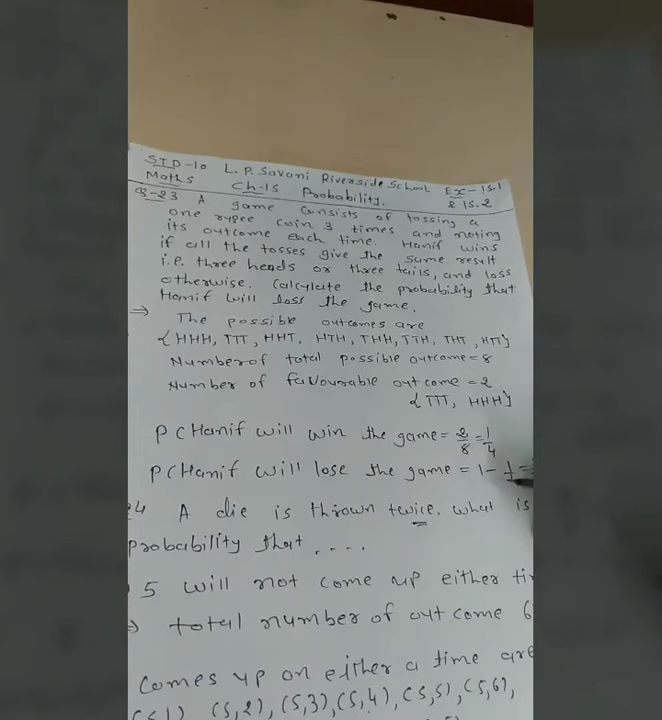 STD-10 L.P. Savani Riverside School Ex-15.1
Maths Ch-15 Probability. & 15.2
Q-23 A game consists of tossing a
one rupee coin 3 times and noting
its outcome each time. Hanif wins
if all the tosses give the same result
i.e. three heads or three tails, and loss
otherwise. Calculate the probability that
Hanif will loss the game.
⇒ The possible outcomes are
{HHH, TTT, HHT, HTH, THH, TTH, THT, HTT}
Number of total possible outcome = 8
Number of favourable outcome = 2
{TTT, HHH}
P(Hanif will win the game = 2/8 = 1/4
P(Hanif will lose the game = 1 -
24 A die is thrown twice. what is
probability that ....
5 will not come up either
⇒ total number of out come 6
comes up on either a time are
(5,1) (5,2), (5,3), (5,4), (5,5), (5,6),